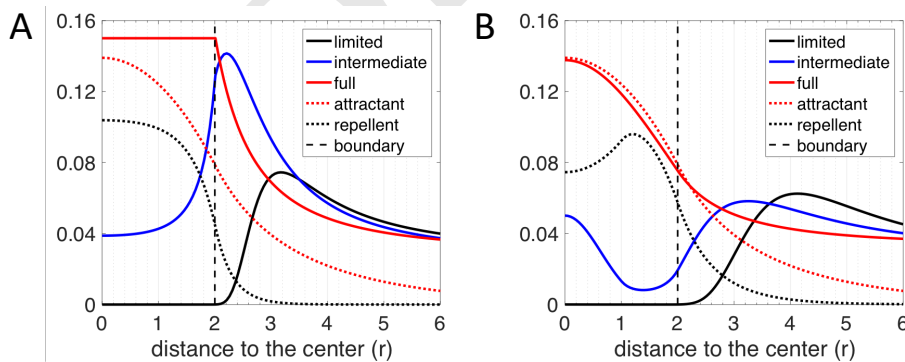 A
0.16
0.12
0.08
0.04
0
0 1 2 3 4 5 6
distance to the center (r)
limited
intermediate
full
attractant
repellent
boundary
B
0.16
0.12
0.08
0.04
0
0 1 2 3 4 5 6
distance to the center (r)
limited
intermediate
full
attractant
repellent
boundary